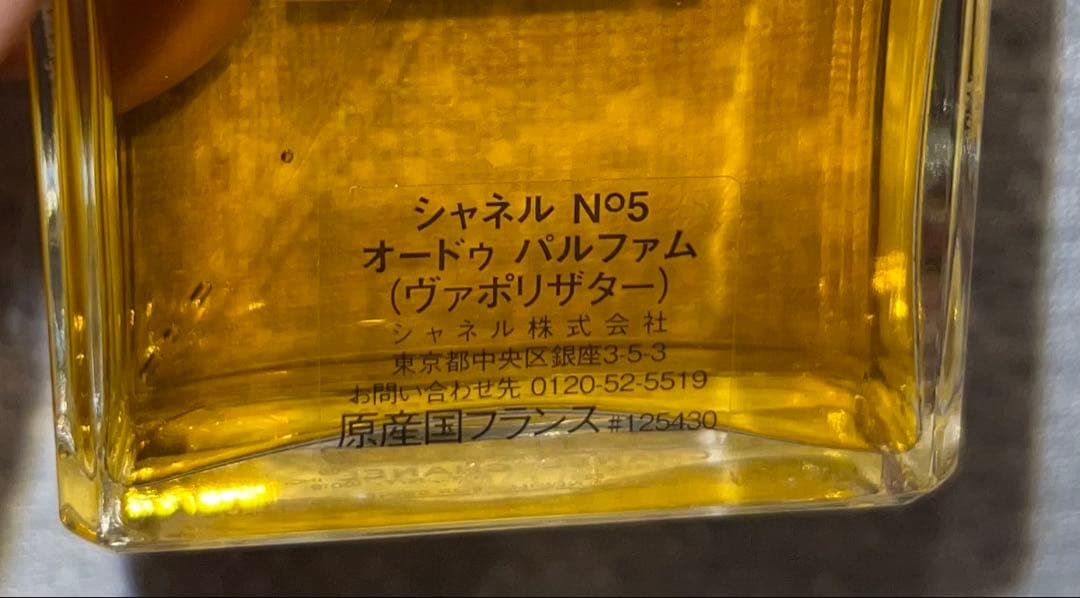 シャネル Nº5
オードゥ パルファム
(ヴァポリザター)
シャネル株式会社
東京都中央区銀座3-5-3
お問い合わせ先 0120-52-5519
原産国フランス #125430
CHANEL